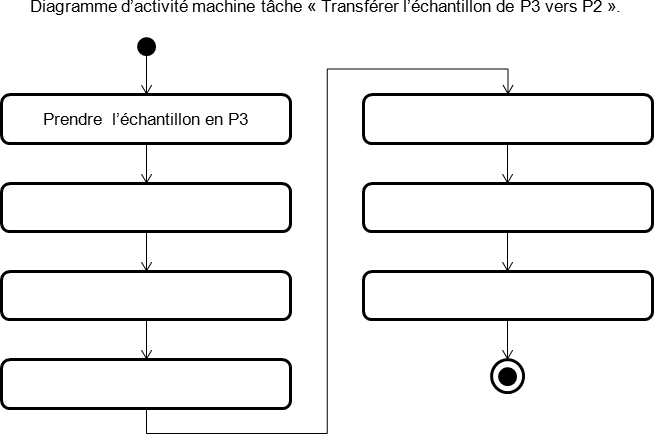 Diagramme d’activité machine tâche « Transférer l’échantillon de P3 vers P2 ».
Prendre  l’échantillon en P3